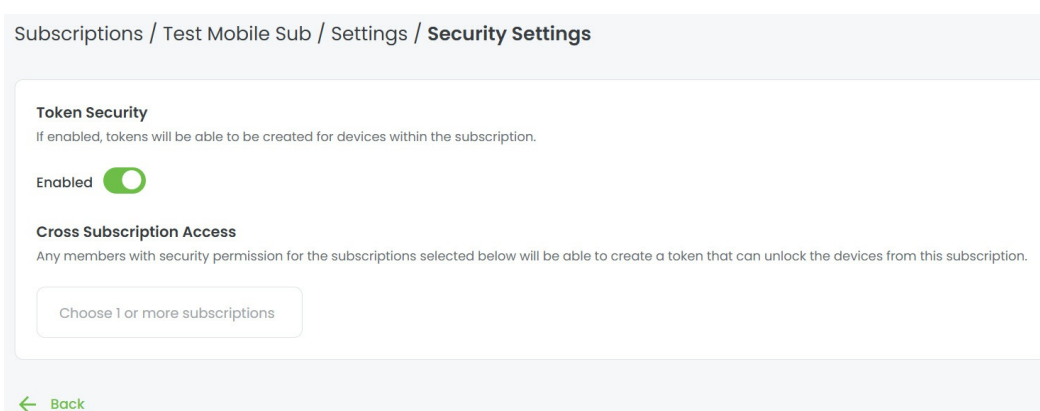 Subscriptions / Test Mobile Sub / Settings / Security Settings
Token Security
If enabled, tokens will be able to be created for devices within the subscription.
Enabled
Cross Subscription Access
Any members with security permission for the subscriptions selected below will be able to create a token that can unlock the devices from this subscription.
Choose 1 or more subscriptions
Back